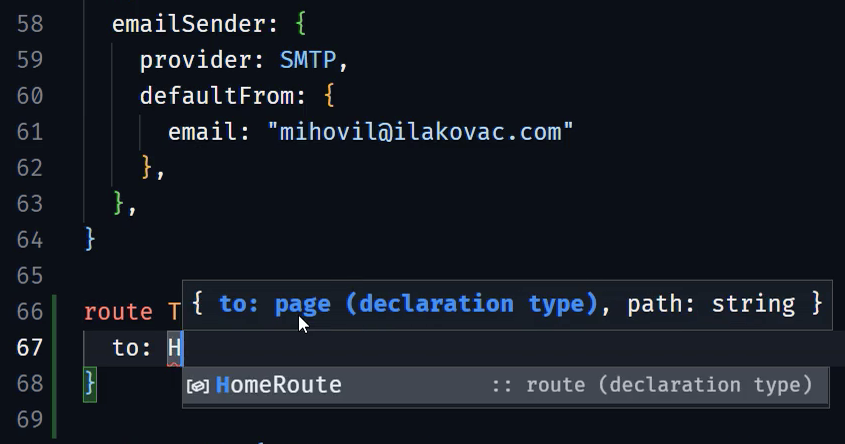 58 emailSender: {
59 provider: SMTP,
60 defaultFrom: {
61 email: "mihovil@ilakovac.com"
62 },
63 },
64 }
65
{ to: page (declaration type), path: string }
66 route T
67 to: H
HomeRoute :: route (declaration type)
68 }
69